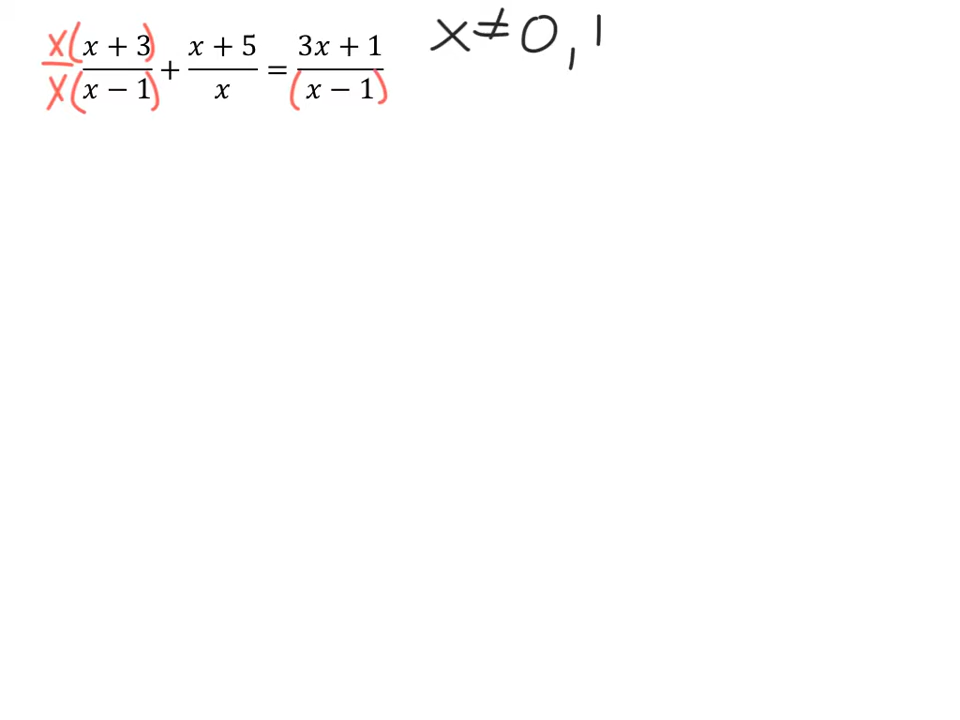 x(x + 3)/x(x − 1) + x + 5/x = 3x + 1/(x − 1) x ≠ 0, 1